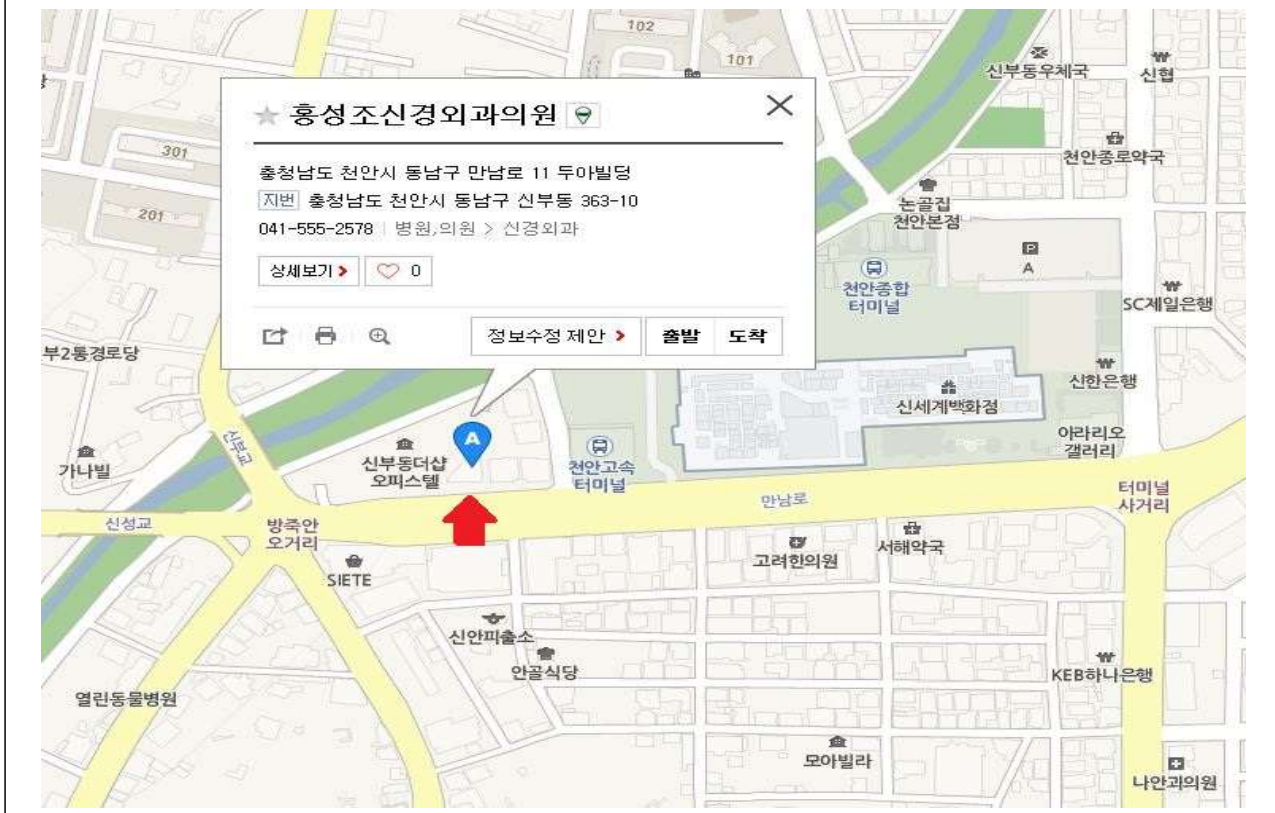 102
101
신부동우체국
신협
홍성조신경외과의원
301
충청남도 천안시 동남구 만남로 11 두아빌딩
천안종로약국
지번 충청남도 천안시 동남구 신부동 363-10
논골집
천안본점
201
041-555-2578 병원,의원 > 신경외과
P
A
상세보기 > 0
천안종합
터미널
SC제일은행
정보수정 제안 > 출발 도착
부2통경로당
신한은행
신세계백화점
아라리오
갤러리
신부교
A
가나빌
신부동더샵
오피스텔
천안고속
터미널
터미널
사거리
만남로
신성교
방죽안
오거리
서해약국
고려한의원
SIETE
신안피출소
안골식당
KEB하나은행
열린동물병원
모아빌라
나안과의원